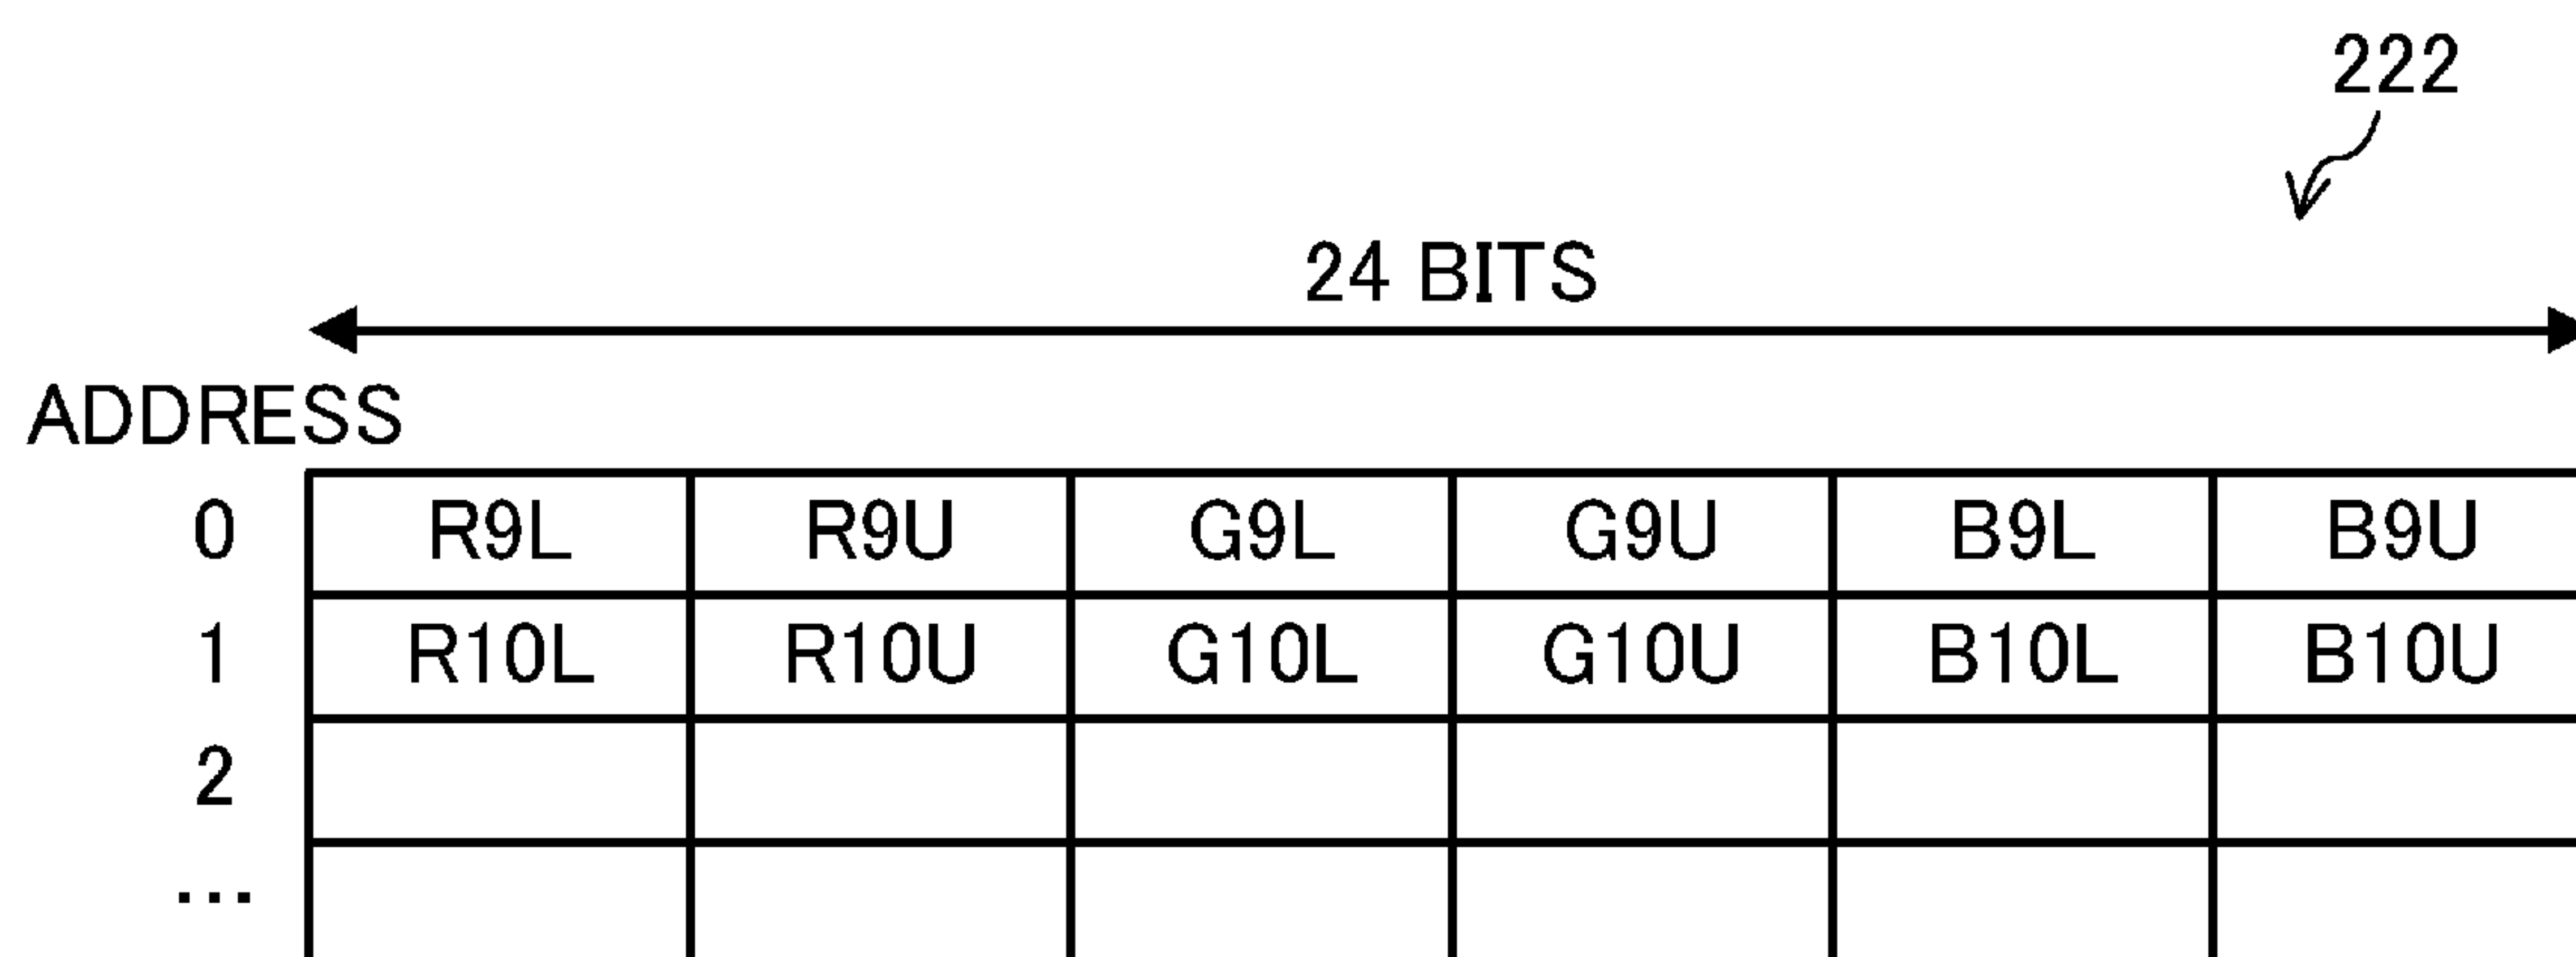 222
24 BITS
ADDRESS
0 R9L R9U G9L G9U B9L B9U
1 R10L R10U G10L G10U B10L B10U
2
...